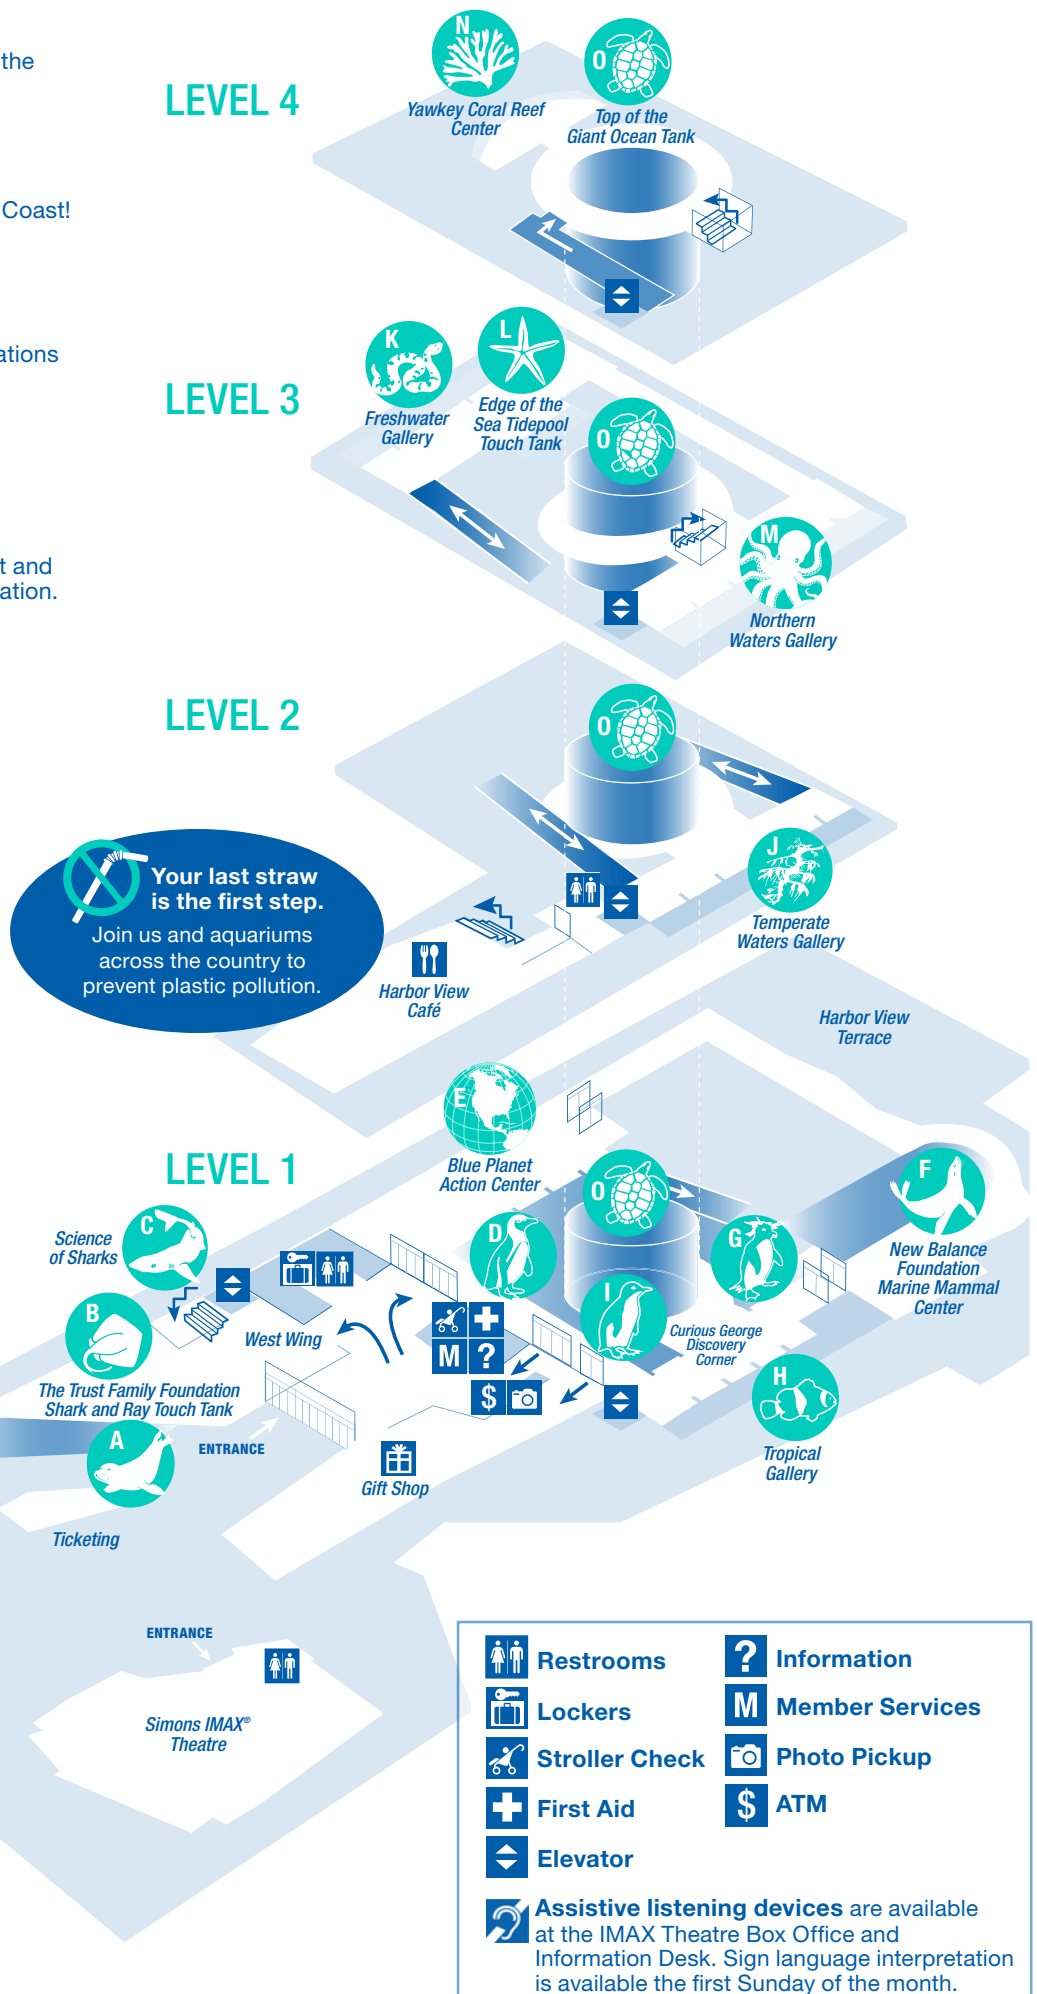 the
Coast!
ations
t and
ation.
LEVEL 4
N
Yawkey Coral Reef
Center
O
Top of the
Giant Ocean Tank
LEVEL 3
K
Freshwater
Gallery
L
Edge of the
Sea Tidepool
Touch Tank
O
M
Northern
Waters Gallery
LEVEL 2
O
J
Temperate
Waters Gallery
Your last straw
is the first step.
Join us and aquariums
across the country to
prevent plastic pollution.
Harbor View
Café
Harbor View
Terrace
LEVEL 1
E
Blue Planet
Action Center
O
F
New Balance
Foundation
Marine Mammal
Center
C
Science
of Sharks
D
G
I
Curious George
Discovery
Corner
B
The Trust Family Foundation
Shark and Ray Touch Tank
West Wing
M ?
$
H
Tropical
Gallery
A
ENTRANCE
Gift Shop
Ticketing
ENTRANCE
Simons IMAX®
Theatre
Restrooms
Lockers
Stroller Check
First Aid
Elevator
? Information
M Member Services
Photo Pickup
$ ATM
Assistive listening devices are available
at the IMAX Theatre Box Office and
Information Desk. Sign language interpretation
is available the first Sunday of the month.